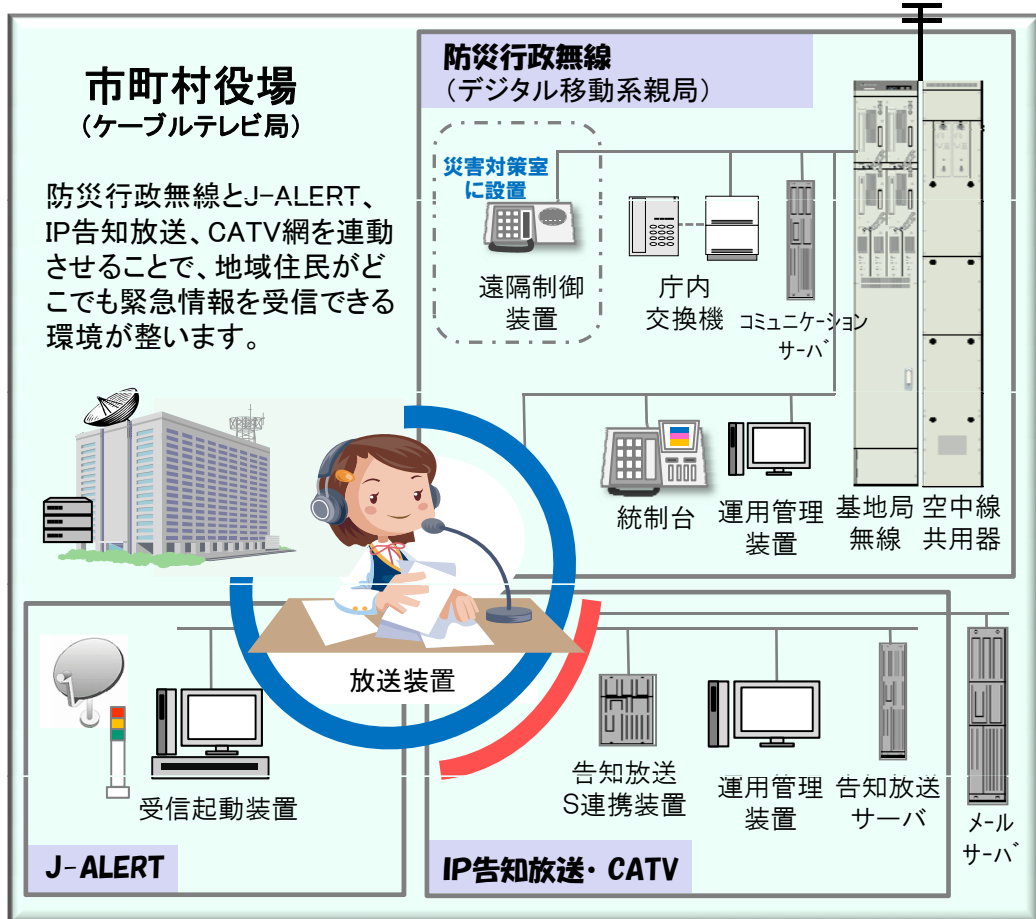 市町村役場
（ケーブルテレビ局）
防災行政無線とJ-ALERT、
IP告知放送、CATV網を連動
させることで、地域住民がど
こでも緊急情報を受信できる
環境が整います。
防災行政無線
（デジタル移動系親局）
災害対策室
に設置
遠隔制御
装置
庁内
交換機
コミュニケーション
サーバ
統制台
運用管理
装置
基地局
無線
空中線
共用器
放送装置
受信起動装置
J-ALERT
告知放送
S連携装置
運用管理
装置
告知放送
サーバ
IP告知放送・CATV
メール
サーバ